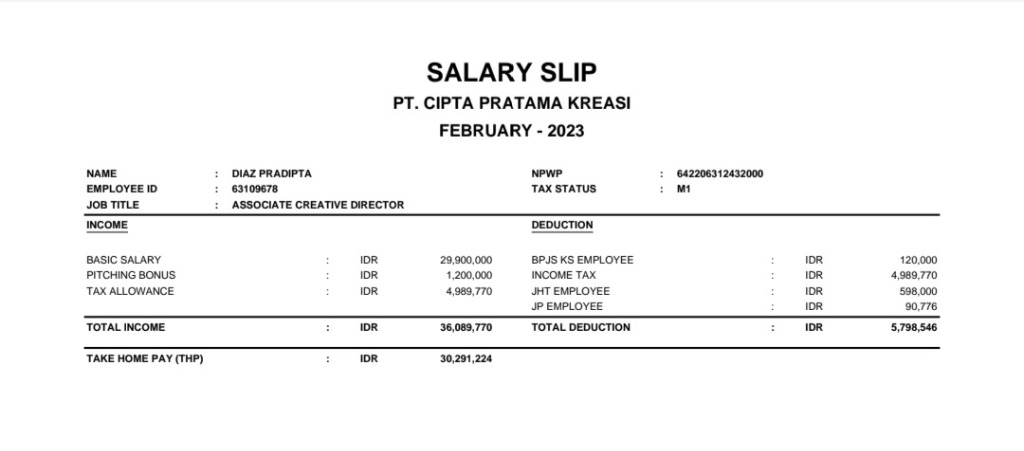 SALARY SLIP
PT. CIPTA PRATAMA KREASI
FEBRUARY - 2023
NAME : DIAZ PRADIPTA NPWP : 642206312432000
EMPLOYEE ID : 63109678 TAX STATUS : M1
JOB TITLE : ASSOCIATE CREATIVE DIRECTOR
INCOME DEDUCTION
BASIC SALARY : IDR 29,900,000 BPJS KS EMPLOYEE : IDR 120,000
PITCHING BONUS : IDR 1,200,000 INCOME TAX : IDR 4,989,770
TAX ALLOWANCE : IDR 4,989,770 JHT EMPLOYEE : IDR 598,000
JP EMPLOYEE : IDR 90,776
TOTAL INCOME : IDR 36,089,770 TOTAL DEDUCTION : IDR 5,798,546
TAKE HOME PAY (THP) : IDR 30,291,224